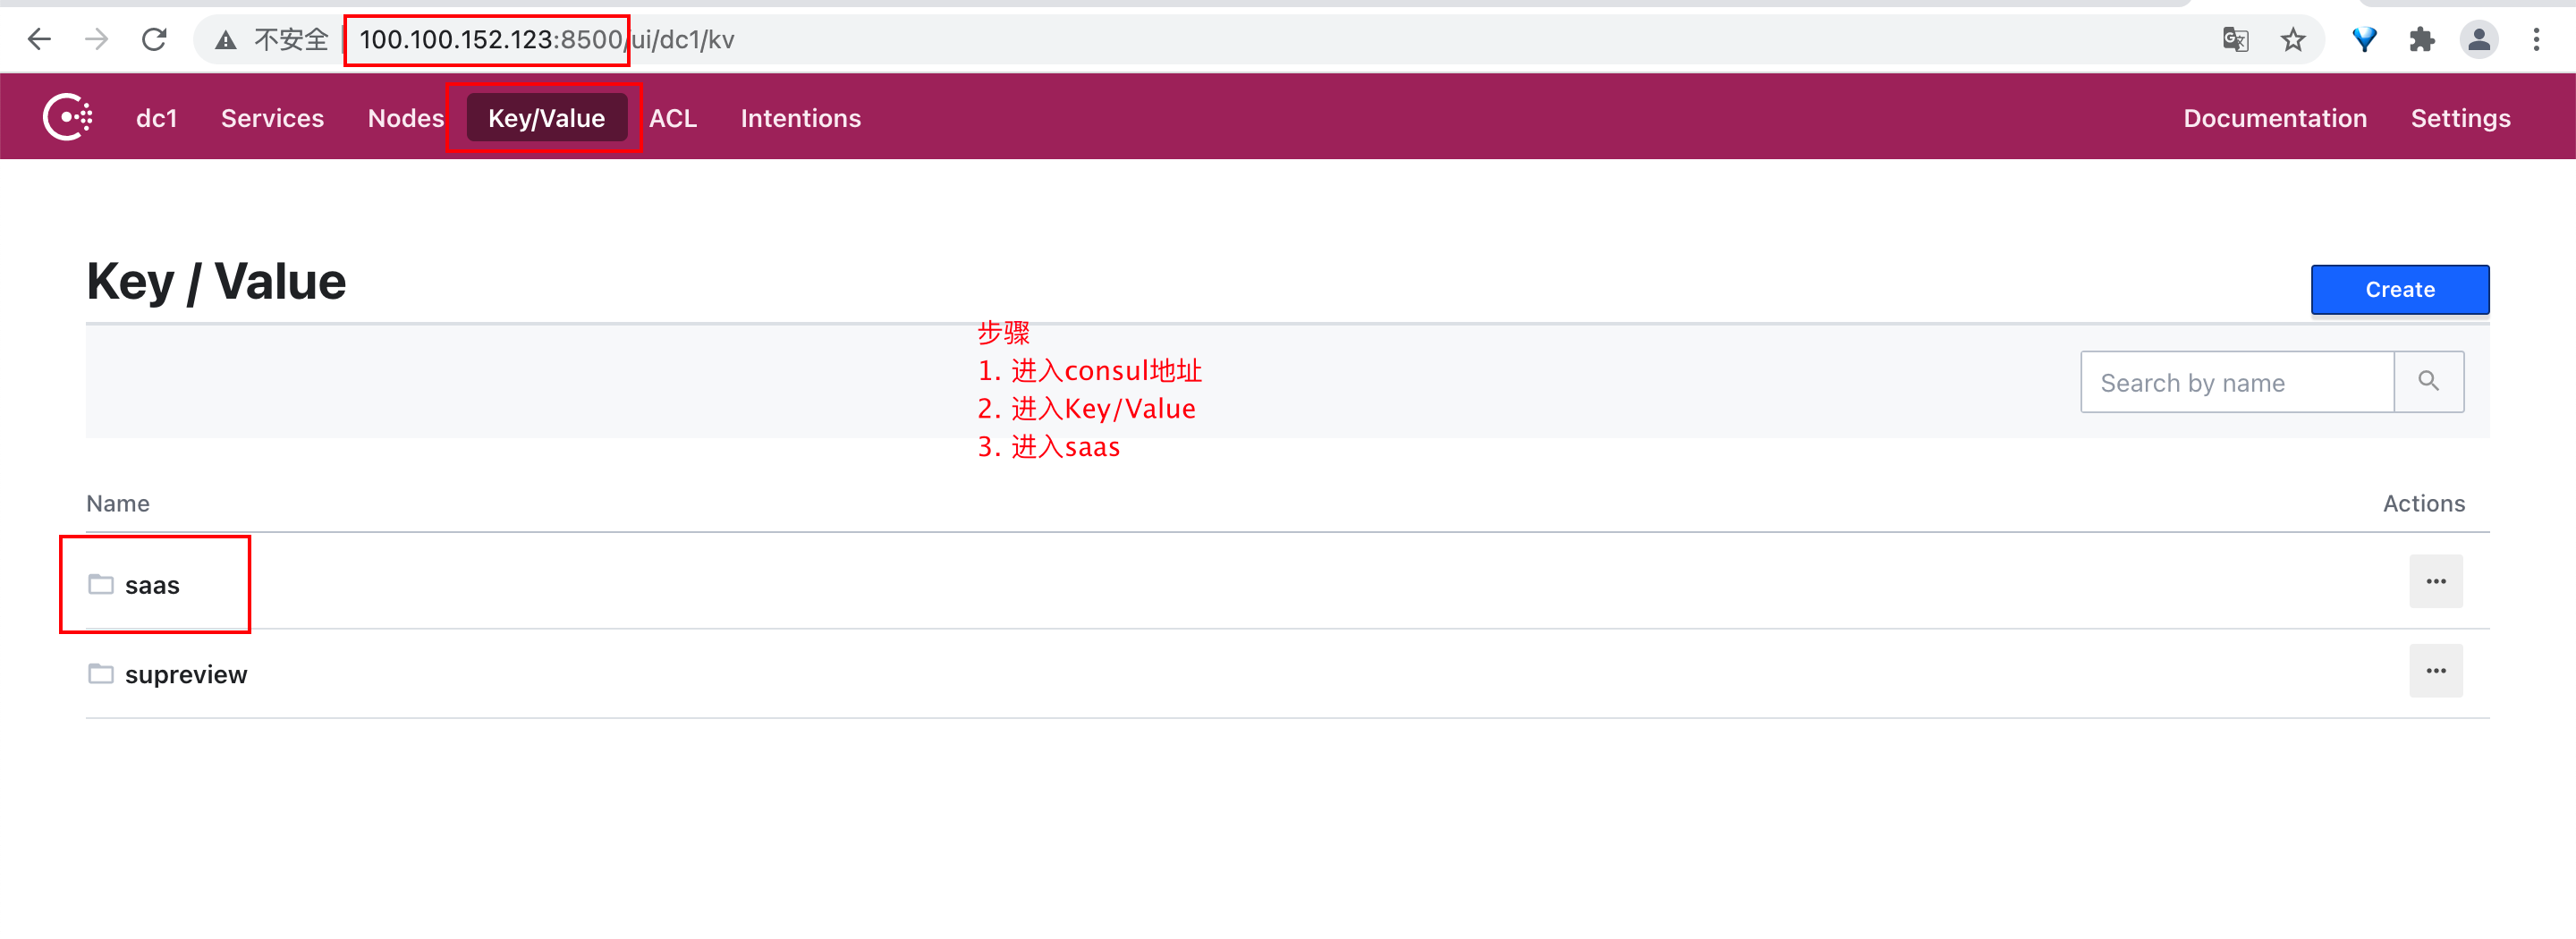 不安全 100.100.152.123:8500/ui/dc1/kv
dc1 Services Nodes Key/Value ACL Intentions Documentation Settings
Key / Value
Create
步骤
1. 进入consul地址
2. 进入Key/Value
3. 进入saas
Search by name
Name Actions
saas
supreview